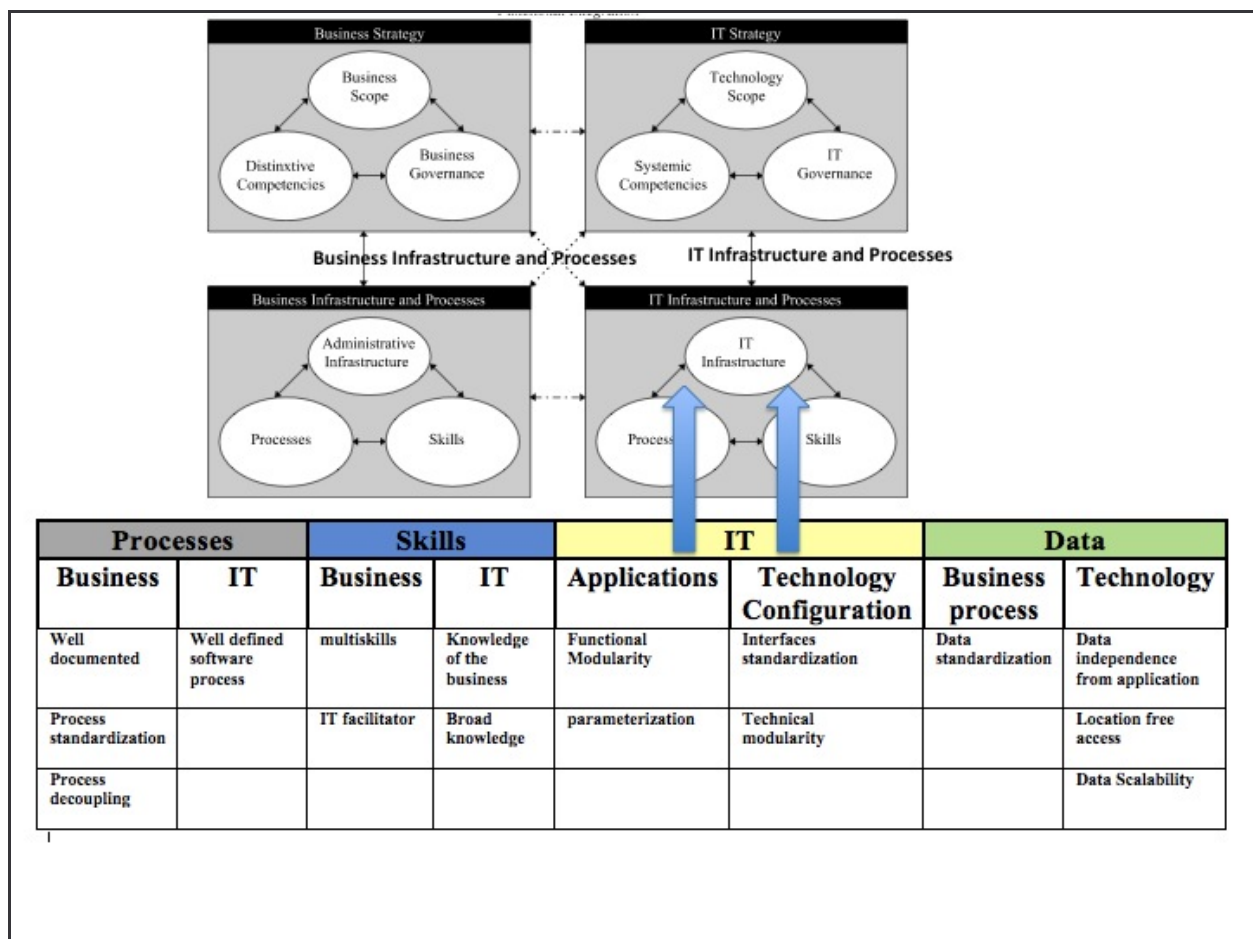 Business Strategy
IT Strategy
Business
Scope
Technology
Scope
Distinxtive
Competencies
Business
Governance
Systemic
Competencies
IT
Governance
Business Infrastructure and Processes
IT Infrastructure and Processes
Business Infrastructure and Processes
IT Infrastructure and Processes
Administrative
Infrastructure
IT
Infrastructure
Processes
Skills
Process
Skills
Processes
Skills
IT
Data
Business
IT
Business
IT
Applications
Technology
Configuration
Business
process
Technology
Well
documented
Well defined
software
process
multiskills
Knowledge
of the
business
Functional
Modularity
Interfaces
standardization
Data
standardization
Data
independence
from application
Process
standardization
IT facilitator
Broad
knowledge
parameterization
Technical
modularity
Location free
access
Process
decoupling
Data Scalability